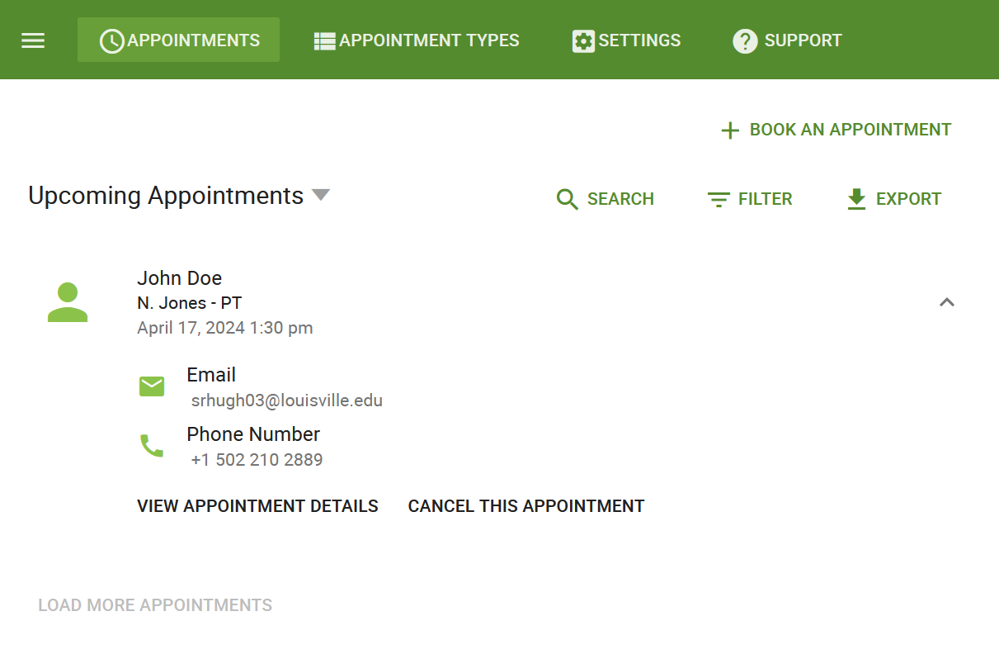 APPOINTMENTS APPOINTMENT TYPES SETTINGS ? SUPPORT
+ BOOK AN APPOINTMENT
Upcoming Appointments SEARCH FILTER EXPORT
John Doe
N. Jones - PT
April 17, 2024 1:30 pm
Email
srhugh03@louisville.edu
Phone Number
+1 502 210 2889
VIEW APPOINTMENT DETAILS CANCEL THIS APPOINTMENT
LOAD MORE APPOINTMENTS